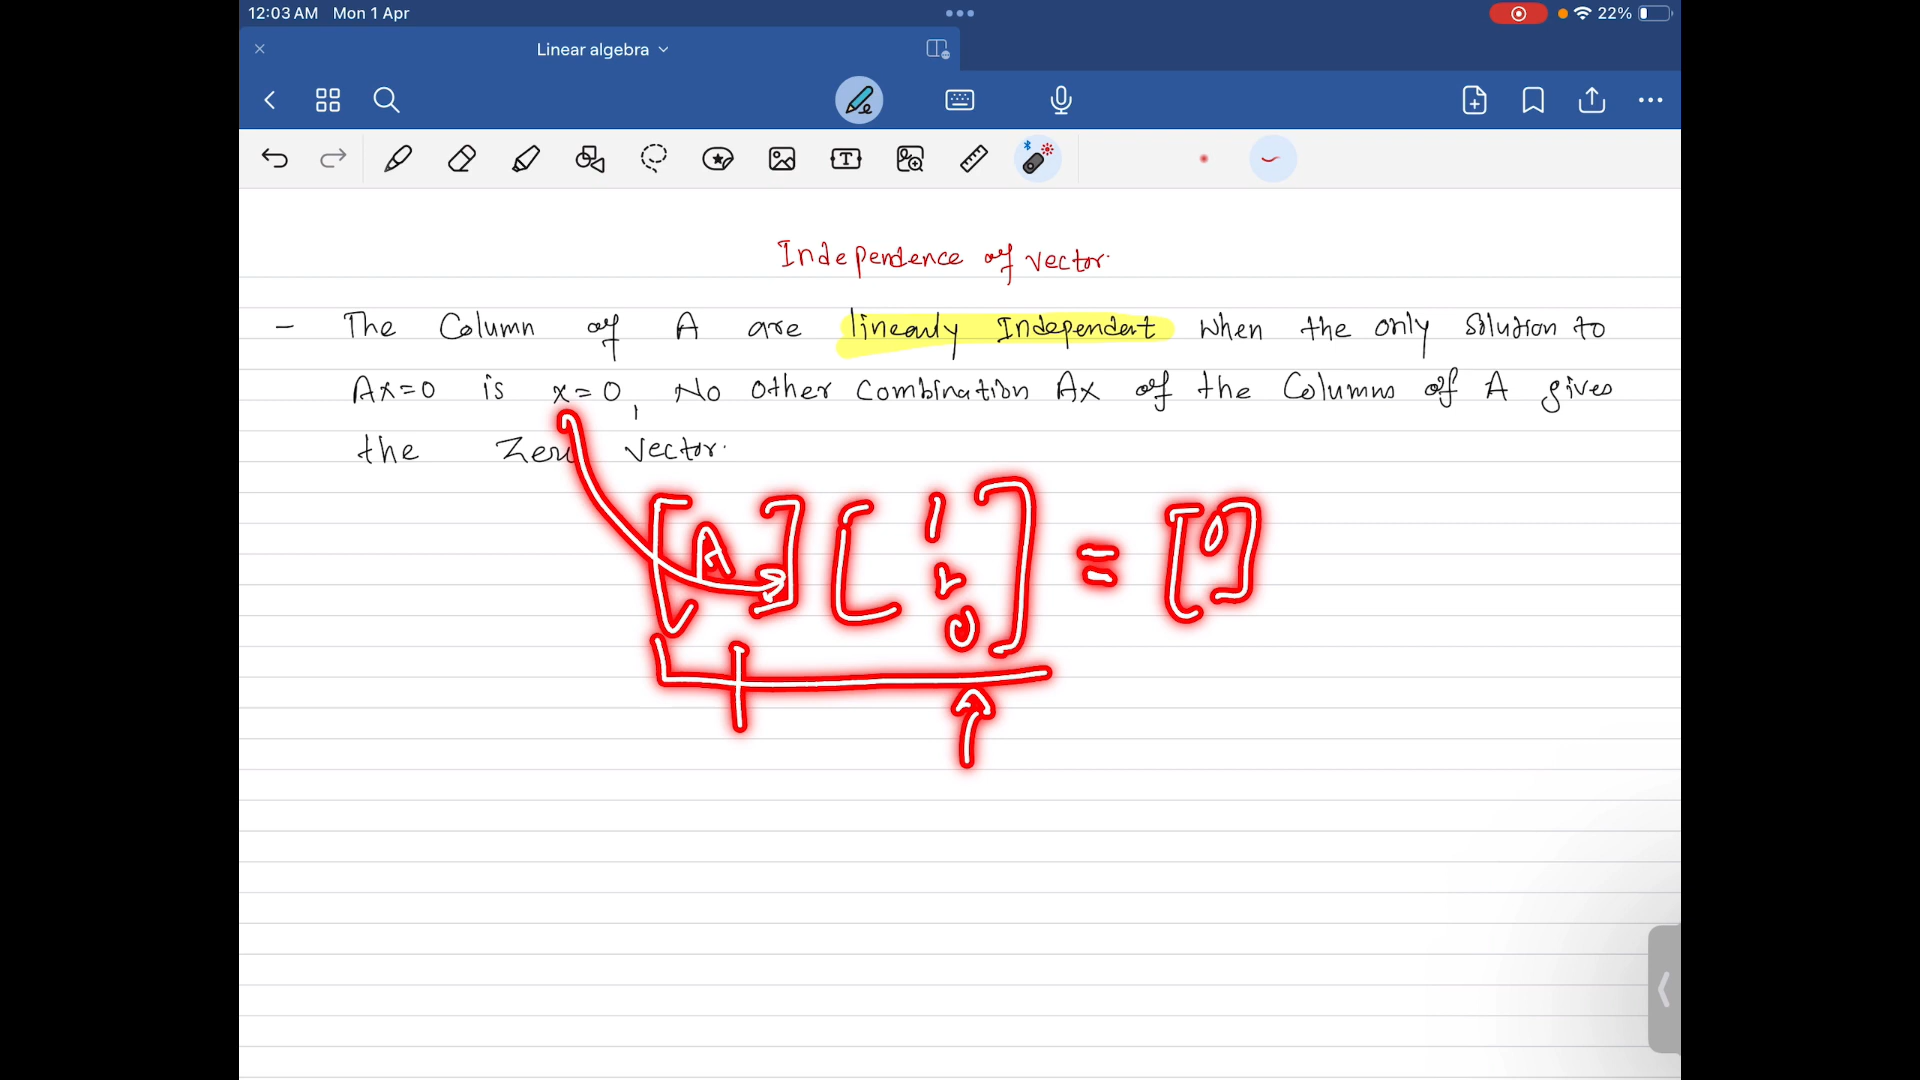 12:03 AM Mon 1 Apr
22%
Linear algebra
Independence of vector.
- The Column of A are linearly Independent When the only Solution to
Ax=0 is x=0, No other Combination Ax of the Columns of A gives
the Zero vector.
[A] [1 2 0] = [0]